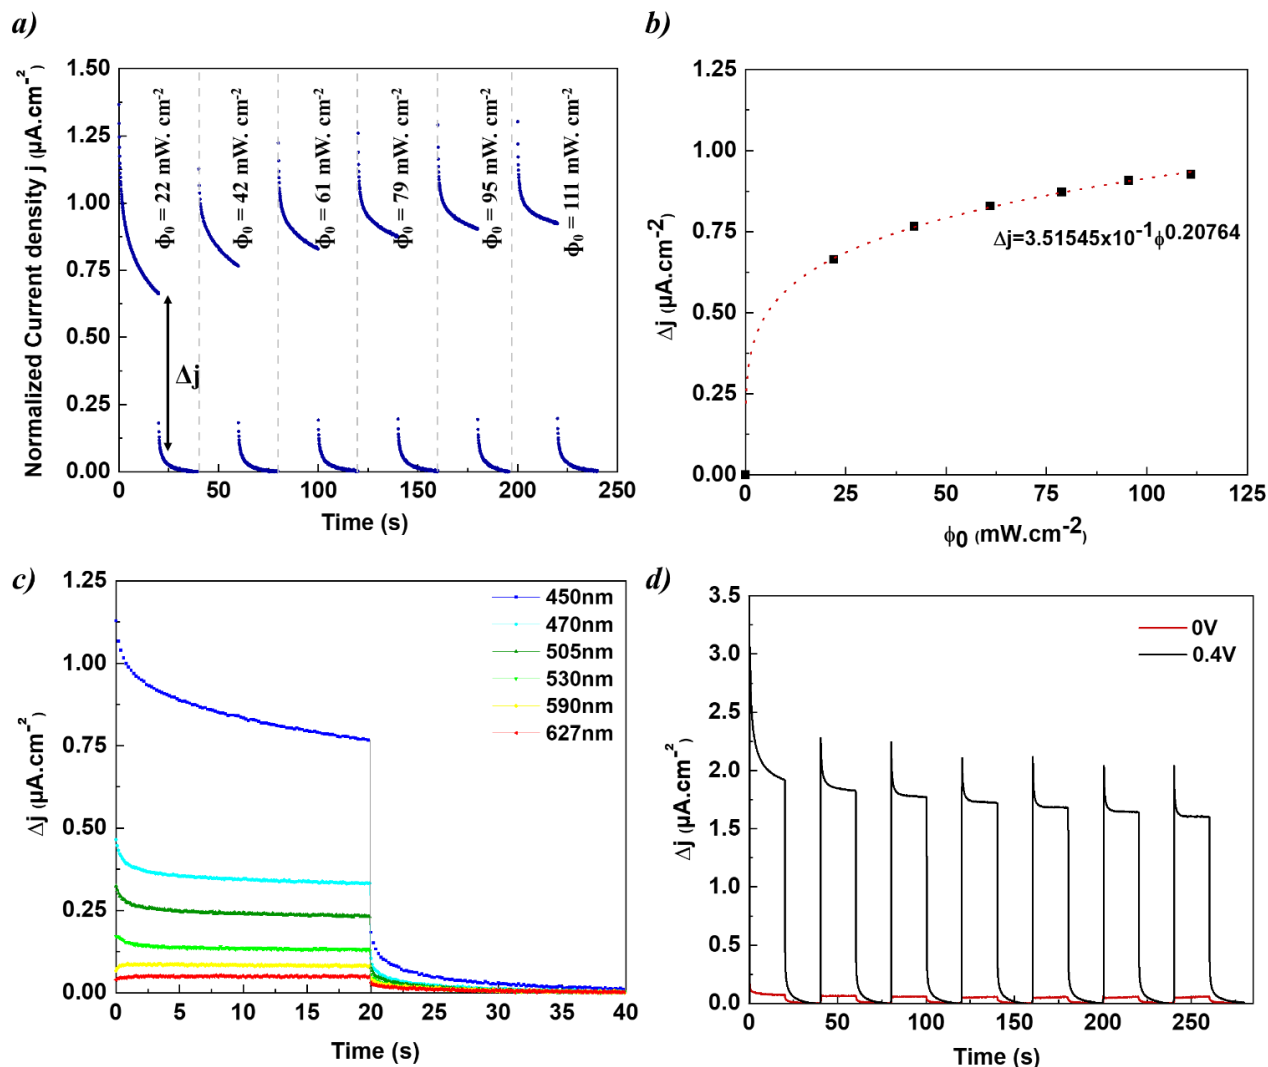 a)
Normalized Current density j (µA.cm-²)
1.50
1.25
1.00
0.75
0.50
0.25
0.00
ϕ₀ = 22 mW. cm⁻²
ϕ₀ = 42 mW. cm⁻²
ϕ₀ = 61 mW. cm⁻²
ϕ₀ = 79 mW. cm⁻²
ϕ₀ = 95 mW. cm⁻²
ϕ₀ = 111 mW. cm⁻²
Δj
0 50 100 150 200 250
Time (s)
b)
Δj (µA.cm-2)
1.25
1.00
0.75
0.50
0.25
0.00
Δj=3.51545x10⁻¹ϕ⁰·²⁰⁷⁶⁴
0 25 50 75 100 125
ϕ0 (mW.cm-2)
c)
Δj (µA.cm-²)
1.25
1.00
0.75
0.50
0.25
0.00
450nm
470nm
505nm
530nm
590nm
627nm
0 5 10 15 20 25 30 35 40
Time (s)
d)
Δj (µA.cm-²)
3.5
3.0
2.5
2.0
1.5
1.0
0.5
0.0
0V
0.4V
0 50 100 150 200 250
Time (s)